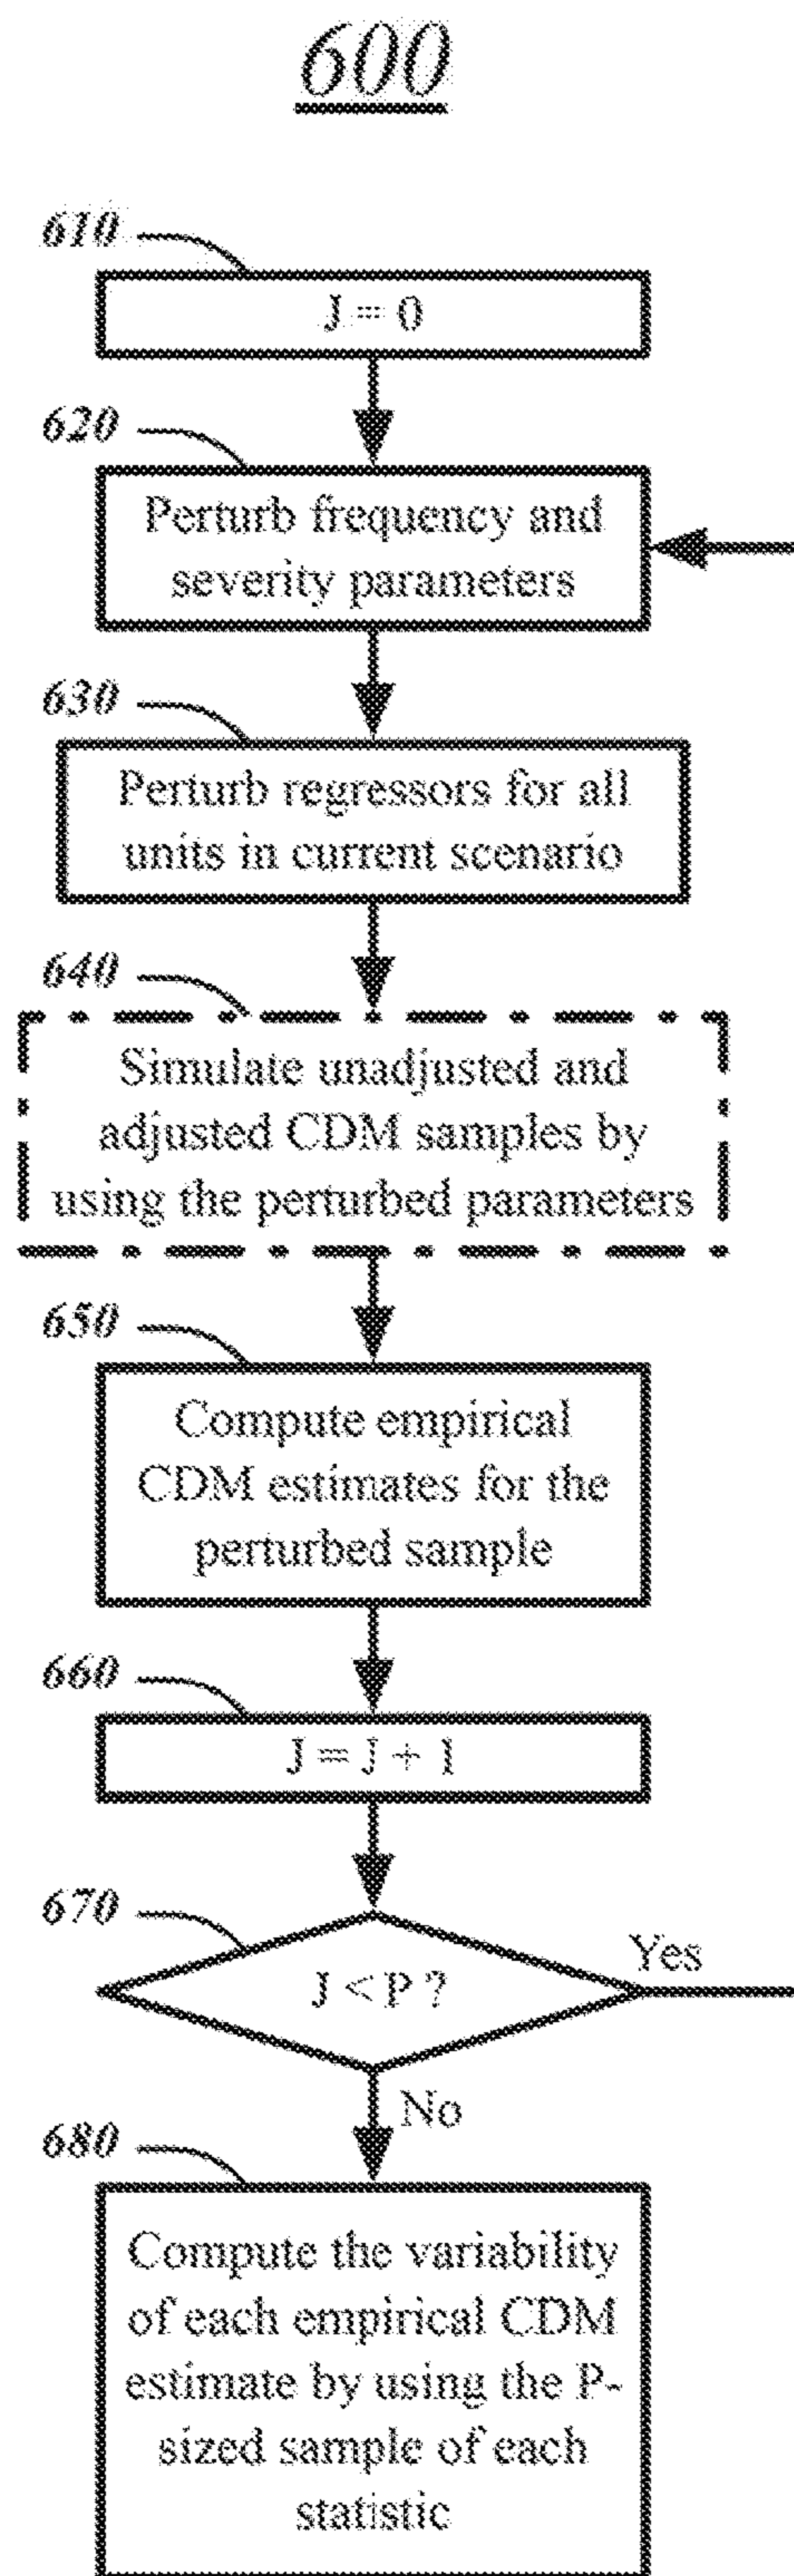 600
610
J = 0
620
Perturb frequency and
severity parameters
630
Perturb regressors for all
units in current scenario
640
Simulate unadjusted and
adjusted CDM samples by
using the perturbed parameters
650
Compute empirical
CDM estimates for the
perturbed sample
660
J = J + 1
670
J < P ?
Yes
No
680
Compute the variability
of each empirical CDM
estimate by using the P-
sized sample of each
statistic